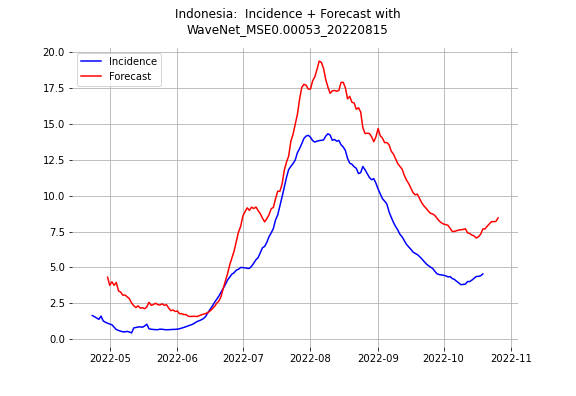 Indonesia:  Incidence + Forecast with
WaveNet_MSE0.00053_20220815
20.0
17.5
15.0
12.5
10.0
7.5
5.0
2.5
0.0
Incidence
Forecast
2022-05 2022-06 2022-07 2022-08 2022-09 2022-10 2022-11